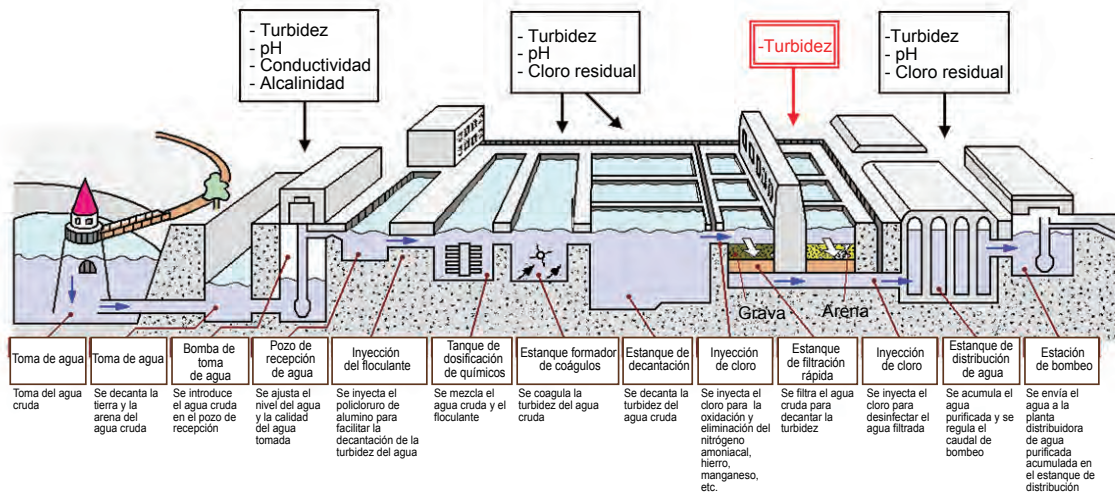 - Turbidez
- pH
- Conductividad
- Alcalinidad
- Turbidez
- pH
- Cloro residual
-Turbidez
-Turbidez
- pH
- Cloro residual
Grava
Arena
Toma de agua
Toma del agua
cruda
Toma de agua
Se decanta la
tierra y la
arena del
agua cruda
Bomba de
toma
de agua
Se introduce
el agua cruda
en el pozo de
recepción
Pozo de
recepción
de agua
Se ajusta el
nivel del agua
y la calidad
del agua
tomada
Inyección
del floculante
Se inyecta el
policloruro de
alumino para
facilitar la
decantación de la
turbidez del agua
Tanque de
dosificación
de químicos
Se mezcla el
agua cruda y el
floculante
Estanque formador
de coágulos
Se coagula la
turbidez del agua
cruda
Estanque de
decantación
Se decanta la
turbidez del
agua cruda
Inyección
de cloro
Se inyecta el
cloro para la
oxidación y
eliminación del
nitrógeno
amoniacal,
hierro,
manganeso,
etc.
Estanque
de filtración
rápida
Se filtra el agua
cruda para
decantar la
turbidez
Inyección
de cloro
Se inyecta el
cloro para
desinfectar el
agua filtrada
Estanque de
distribución
de agua
Se acumula el
agua
purificada y se
regula el
caudal de
bombeo
Estación
de bombeo
Se envía el
agua a la
planta
distribuidora
de agua
purificada
acumulada en
el estanque de
distribución